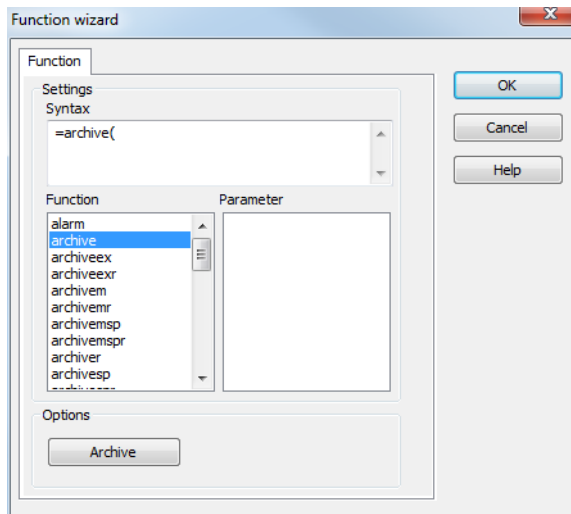 Function wizard
Function
Settings
Syntax
=archive(
Function
Parameter
alarm
archive
archiveex
archiveexr
archivem
archivemr
archivemsp
archivemspr
archiver
archivesp
Options
Archive
OK
Cancel
Help